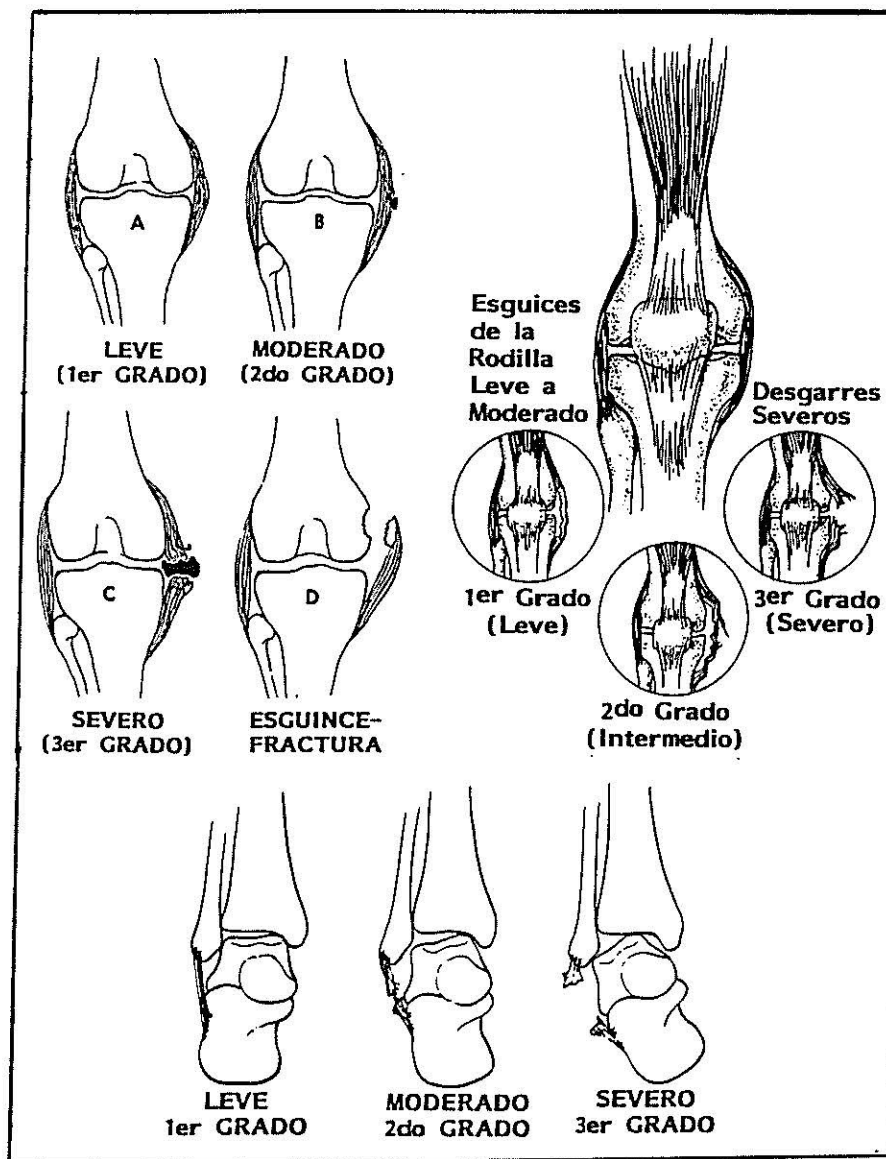 A
LEVE
(1er GRADO)
B
MODERADO
(2do GRADO)
C
SEVERO
(3er GRADO)
D
ESGUINCE-
FRACTURA
Esguices
de la
Rodilla
Leve a
Moderado
Desgarres
Severos
1er Grado
(Leve)
2do Grado
(Intermedio)
3er Grado
(Severo)
LEVE
1er GRADO
MODERADO
2do GRADO
SEVERO
3er GRADO